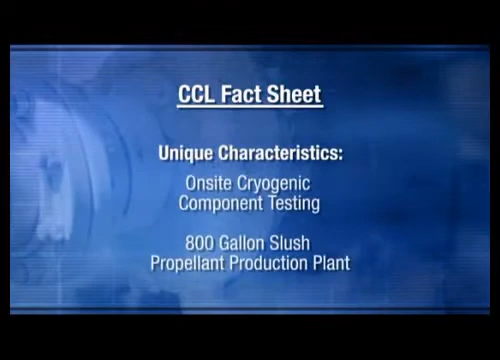 CCL Fact Sheet
Unique Characteristics:
Onsite Cryogenic
Component Testing
800 Gallon Slush
Propellant Production Plant